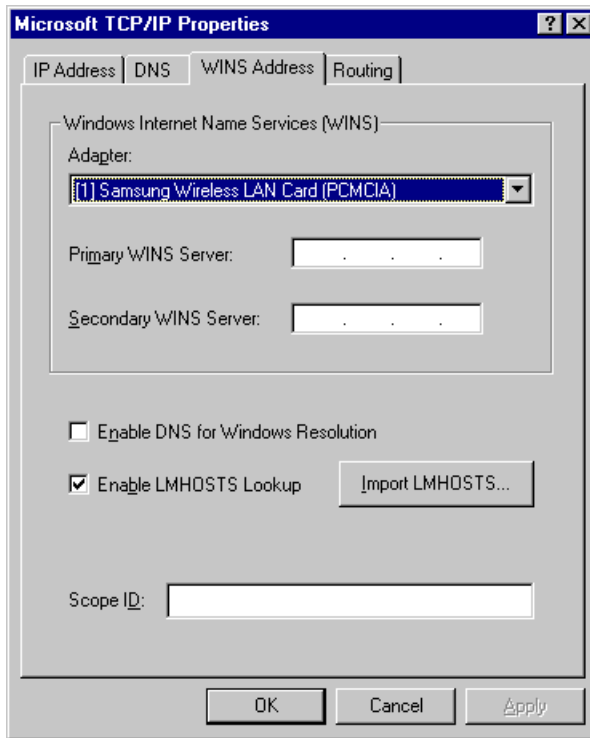 Microsoft TCP/IP Properties
IP Address DNS WINS Address Routing
Windows Internet Name Services (WINS)
Adapter:
[1] Samsung Wireless LAN Card (PCMCIA)
Primary WINS Server: . . .
Secondary WINS Server: . . .
Enable DNS for Windows Resolution
Enable LMHOSTS Lookup Import LMHOSTS...
Scope ID:
OK Cancel Apply